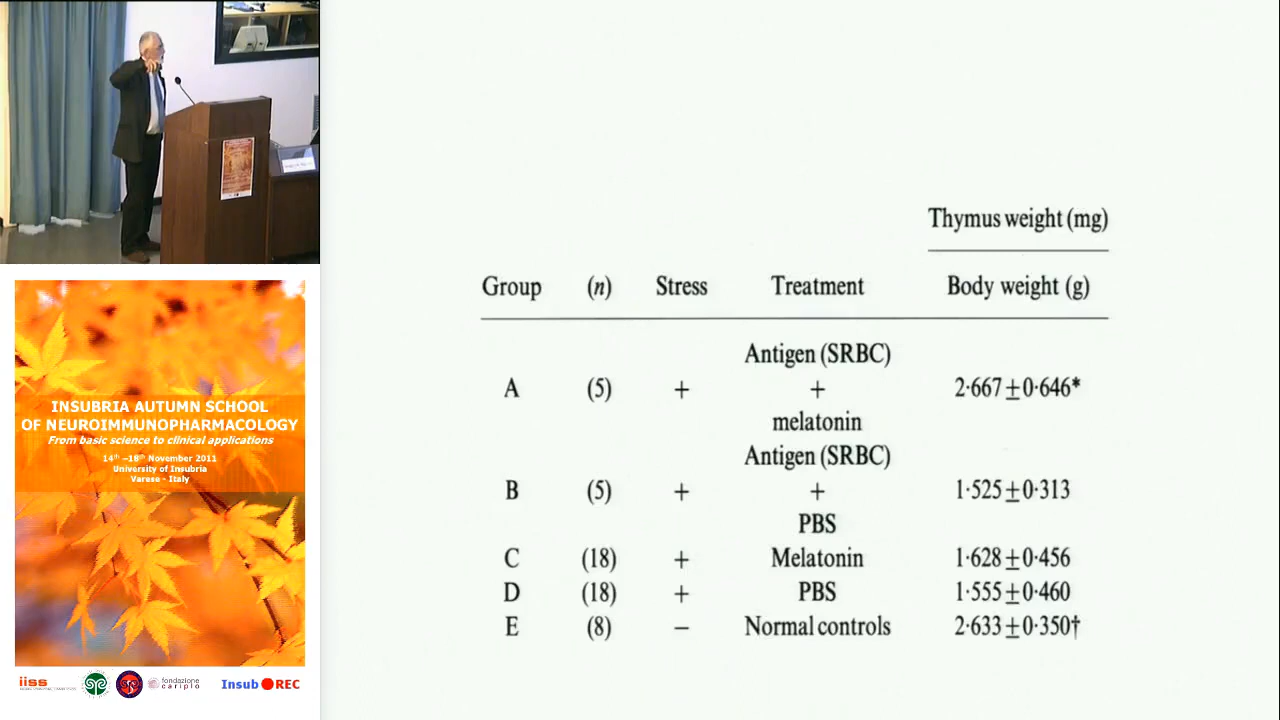 INSUBRIA AUTUMN SCHOOL
OF NEUROIMMUNOPHARMACOLOGY
From basic science to clinical applications
14th –18th November 2011
University of Insubria
Varese - Italy
iiss
fondazione
cariplo
Insub REC
Thymus weight (mg)
Group (n) Stress Treatment Body weight (g)
Antigen (SRBC)
A (5) + + 2·667±0·646*
melatonin
Antigen (SRBC)
B (5) + + 1·525±0·313
PBS
C (18) + Melatonin 1·628±0·456
D (18) + PBS 1·555±0·460
E (8) − Normal controls 2·633±0·350†